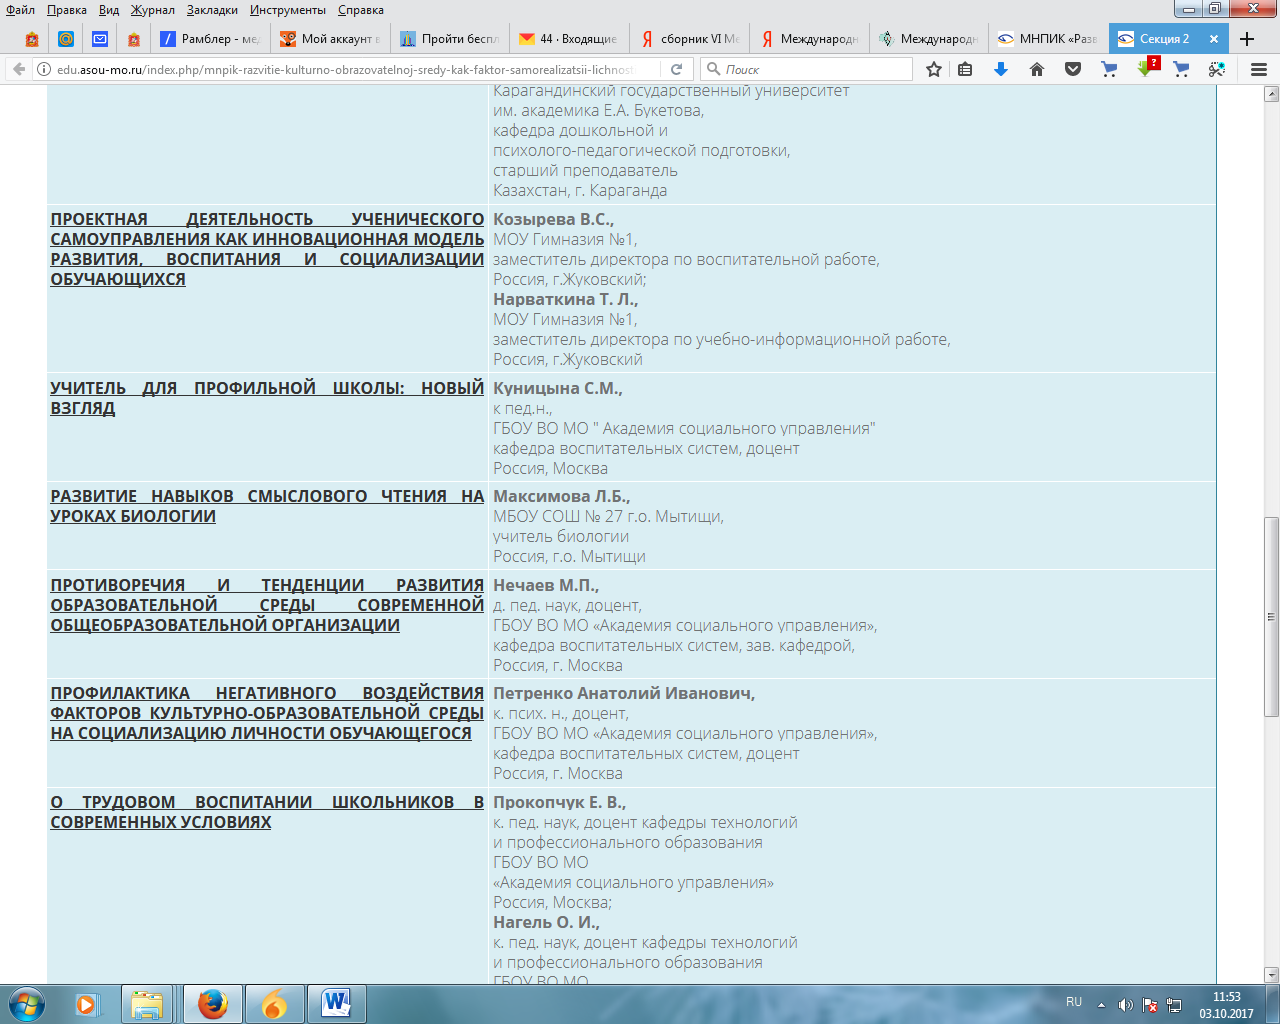 Файл Правка Вид Журнал Закладки Инструменты Справка
Рамблер - ме
Мой аккаунт в
Пройти беспл
44 · Входящие
сборник VI Ме
Международн
Международн
МНПИК «Разв
Секция 2
edu.asou-mo.ru/index.php/mnpik-razvitie-kulturno-obrazovatelnoj-sredy-kak-faktor-samorealizatsii-lichnost
Поиск
Карагандинский государственный университет
им. академика Е.А. Букетова,
кафедра дошкольной и
психолого-педагогической подготовки,
старший преподаватель
Казахстан, г. Караганда
ПРОЕКТНАЯ ДЕЯТЕЛЬНОСТЬ УЧЕНИЧЕСКОГО
САМОУПРАВЛЕНИЯ КАК ИННОВАЦИОННАЯ МОДЕЛЬ
РАЗВИТИЯ, ВОСПИТАНИЯ И СОЦИАЛИЗАЦИИ
ОБУЧАЮЩИХСЯ
Козырева В.С.,
МОУ Гимназия №1,
заместитель директора по воспитательной работе,
Россия, г.Жуковский;
Нарваткина Т. Л.,
МОУ Гимназия №1,
заместитель директора по учебно-информационной работе,
Россия, г.Жуковский
УЧИТЕЛЬ ДЛЯ ПРОФИЛЬНОЙ ШКОЛЫ: НОВЫЙ
ВЗГЛЯД
Куницына С.М.,
к пед.н.,
ГБОУ ВО МО " Академия социального управления"
кафедра воспитательных систем, доцент
Россия, Москва
РАЗВИТИЕ НАВЫКОВ СМЫСЛОВОГО ЧТЕНИЯ НА
УРОКАХ БИОЛОГИИ
Максимова Л.Б.,
МБОУ СОШ № 27 г.о. Мытищи,
учитель биологии
Россия, г.о. Мытищи
ПРОТИВОРЕЧИЯ И ТЕНДЕНЦИИ РАЗВИТИЯ
ОБРАЗОВАТЕЛЬНОЙ СРЕДЫ СОВРЕМЕННОЙ
ОБЩЕОБРАЗОВАТЕЛЬНОЙ ОРГАНИЗАЦИИ
Нечаев М.П.,
д. пед. наук, доцент,
ГБОУ ВО МО «Академия социального управления»,
кафедра воспитательных систем, зав. кафедрой,
Россия, г. Москва
ПРОФИЛАКТИКА НЕГАТИВНОГО ВОЗДЕЙСТВИЯ
ФАКТОРОВ КУЛЬТУРНО-ОБРАЗОВАТЕЛЬНОЙ СРЕДЫ
НА СОЦИАЛИЗАЦИЮ ЛИЧНОСТИ ОБУЧАЮЩЕГОСЯ
Петренко Анатолий Иванович,
к. псих. н., доцент,
ГБОУ ВО МО «Академия социального управления»,
кафедра воспитательных систем, доцент
Россия, г. Москва
О ТРУДОВОМ ВОСПИТАНИИ ШКОЛЬНИКОВ В
СОВРЕМЕННЫХ УСЛОВИЯХ
Прокопчук Е. В.,
к. пед. наук, доцент кафедры технологий
и профессионального образования
ГБОУ ВО МО
«Академия социального управления»
Россия, Москва;
Нагель О. И.,
к. пед. наук, доцент кафедры технологий
и профессионального образования
ГБОУ ВО МО
RU
11:53
03.10.2017